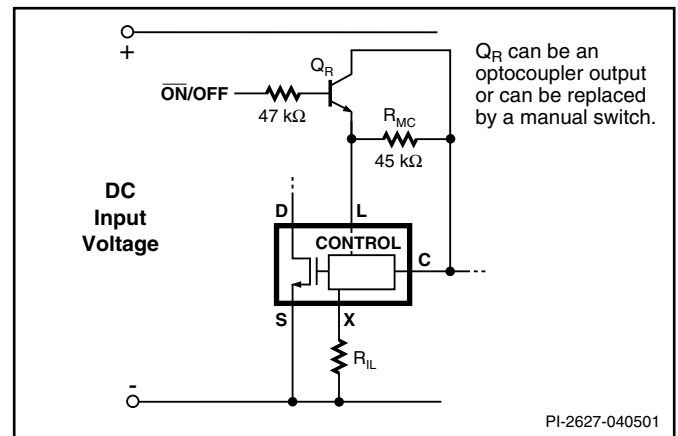 +
Q_R
Q_R can be an
optocoupler output
or can be replaced
by a manual switch.
O̅N̅/OFF
47 kΩ
R_MC
45 kΩ
DC
Input
Voltage
D
L
CONTROL
C
S
X
R_IL
-
PI-2627-040501